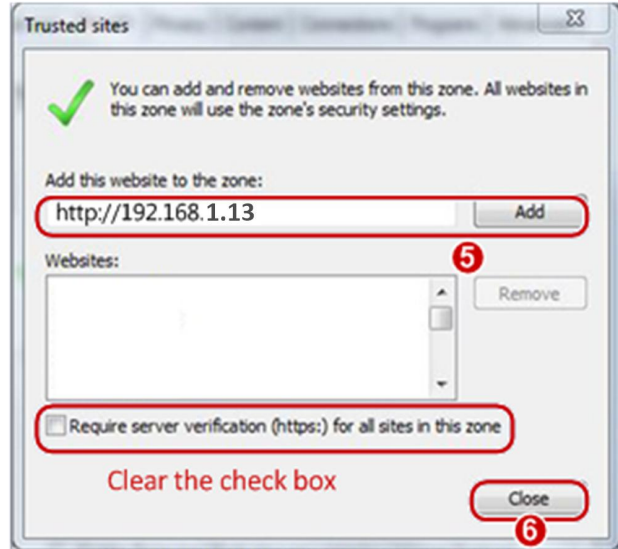 Trusted sites
You can add and remove websites from this zone. All websites in
this zone will use the zone's security settings.
Add this website to the zone:
http://192.168.1.13
Add
5
Websites:
Remove
Require server verification (https:) for all sites in this zone
Clear the check box
Close
6